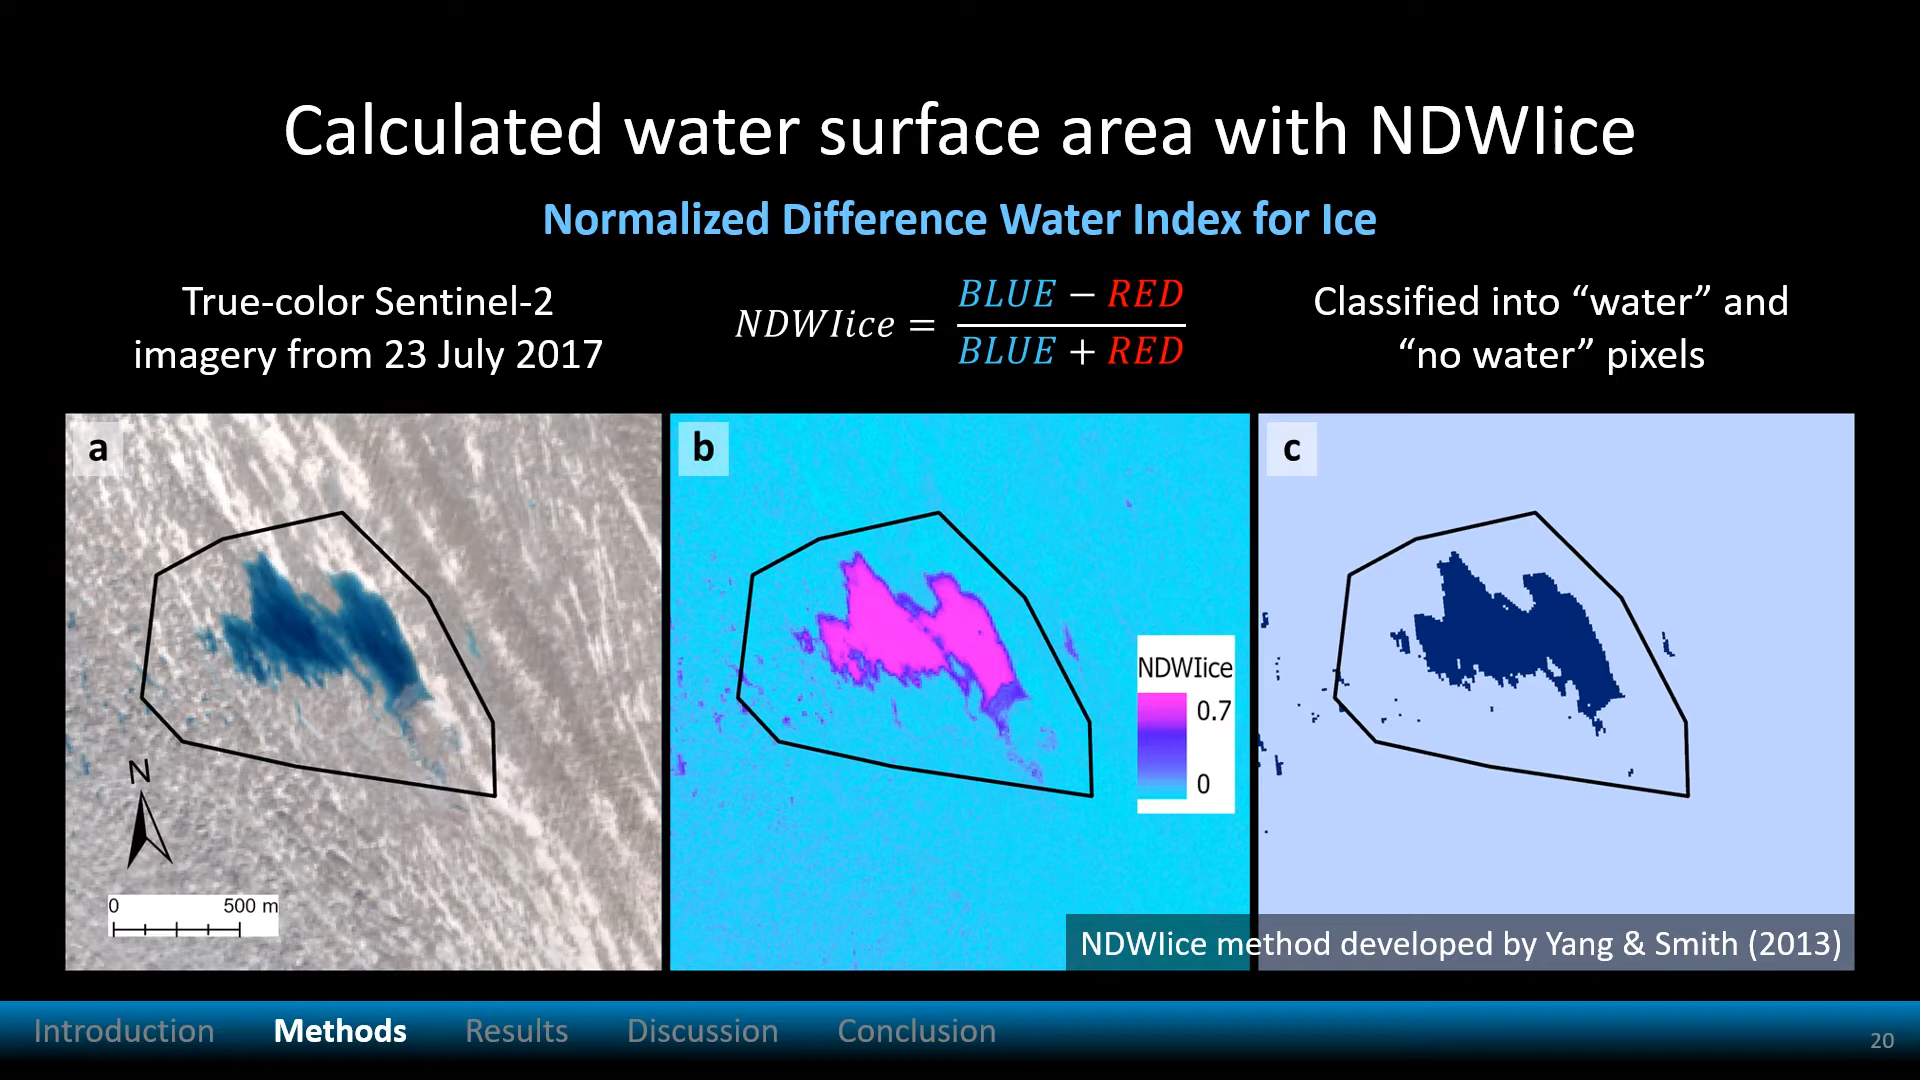 Calculated water surface area with NDWIice
Normalized Difference Water Index for Ice
True-color Sentinel-2
imagery from 23 July 2017
NDWIice = BLUE − RED
BLUE + RED
Classified into “water” and
“no water” pixels
a
b
c
NDWIice
0.7
0
N
0 500 m
NDWIice method developed by Yang & Smith (2013)
Introduction Methods Results Discussion Conclusion
20